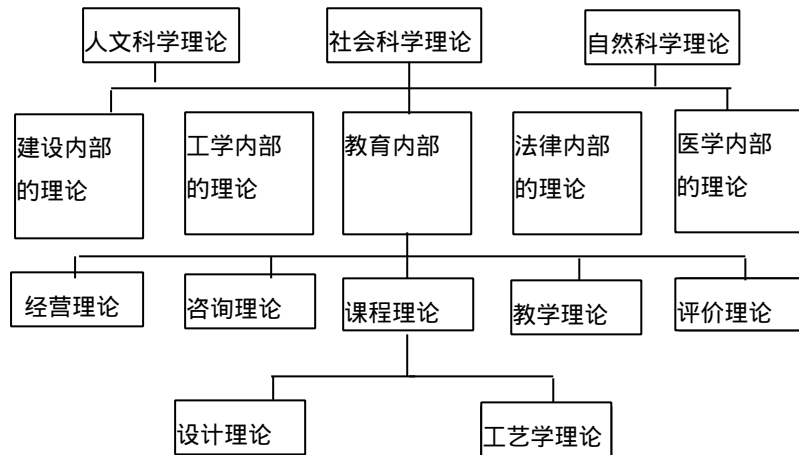 人文科学理论
社会科学理论
自然科学理论
建设内部
的理论
工学内部
的理论
教育内部
法律内部
的理论
医学内部
的理论
经营理论
咨询理论
课程理论
教学理论
评价理论
设计理论
工艺学理论